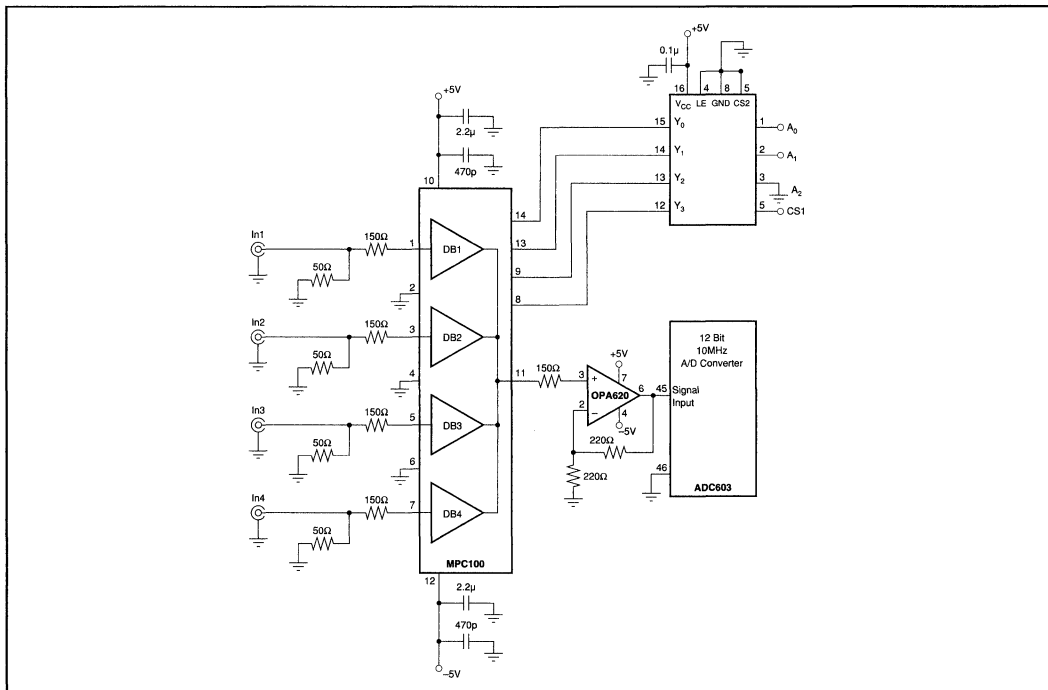 +5V
0.1µ
16 4 8 5
VCC LE GND CS2
15 Y0 1 A0
14 Y1 2 A1
13 Y2 3 A2
12 Y3 5 CS1
+5V
2.2µ
470p
10
14
13
9
8
In1 150Ω 1 DB1
50Ω
2
In2 150Ω 3 DB2
50Ω
4
In3 150Ω 5 DB3
50Ω
6
In4 150Ω 7 DB4
50Ω
MPC100
12
2.2µ
470p
–5V
11 150Ω 3 +
2 –
OPA620
+5V
7
6
4
–5V
220Ω
220Ω
12 Bit
10MHz
A/D Converter
45 Signal
Input
46
ADC603